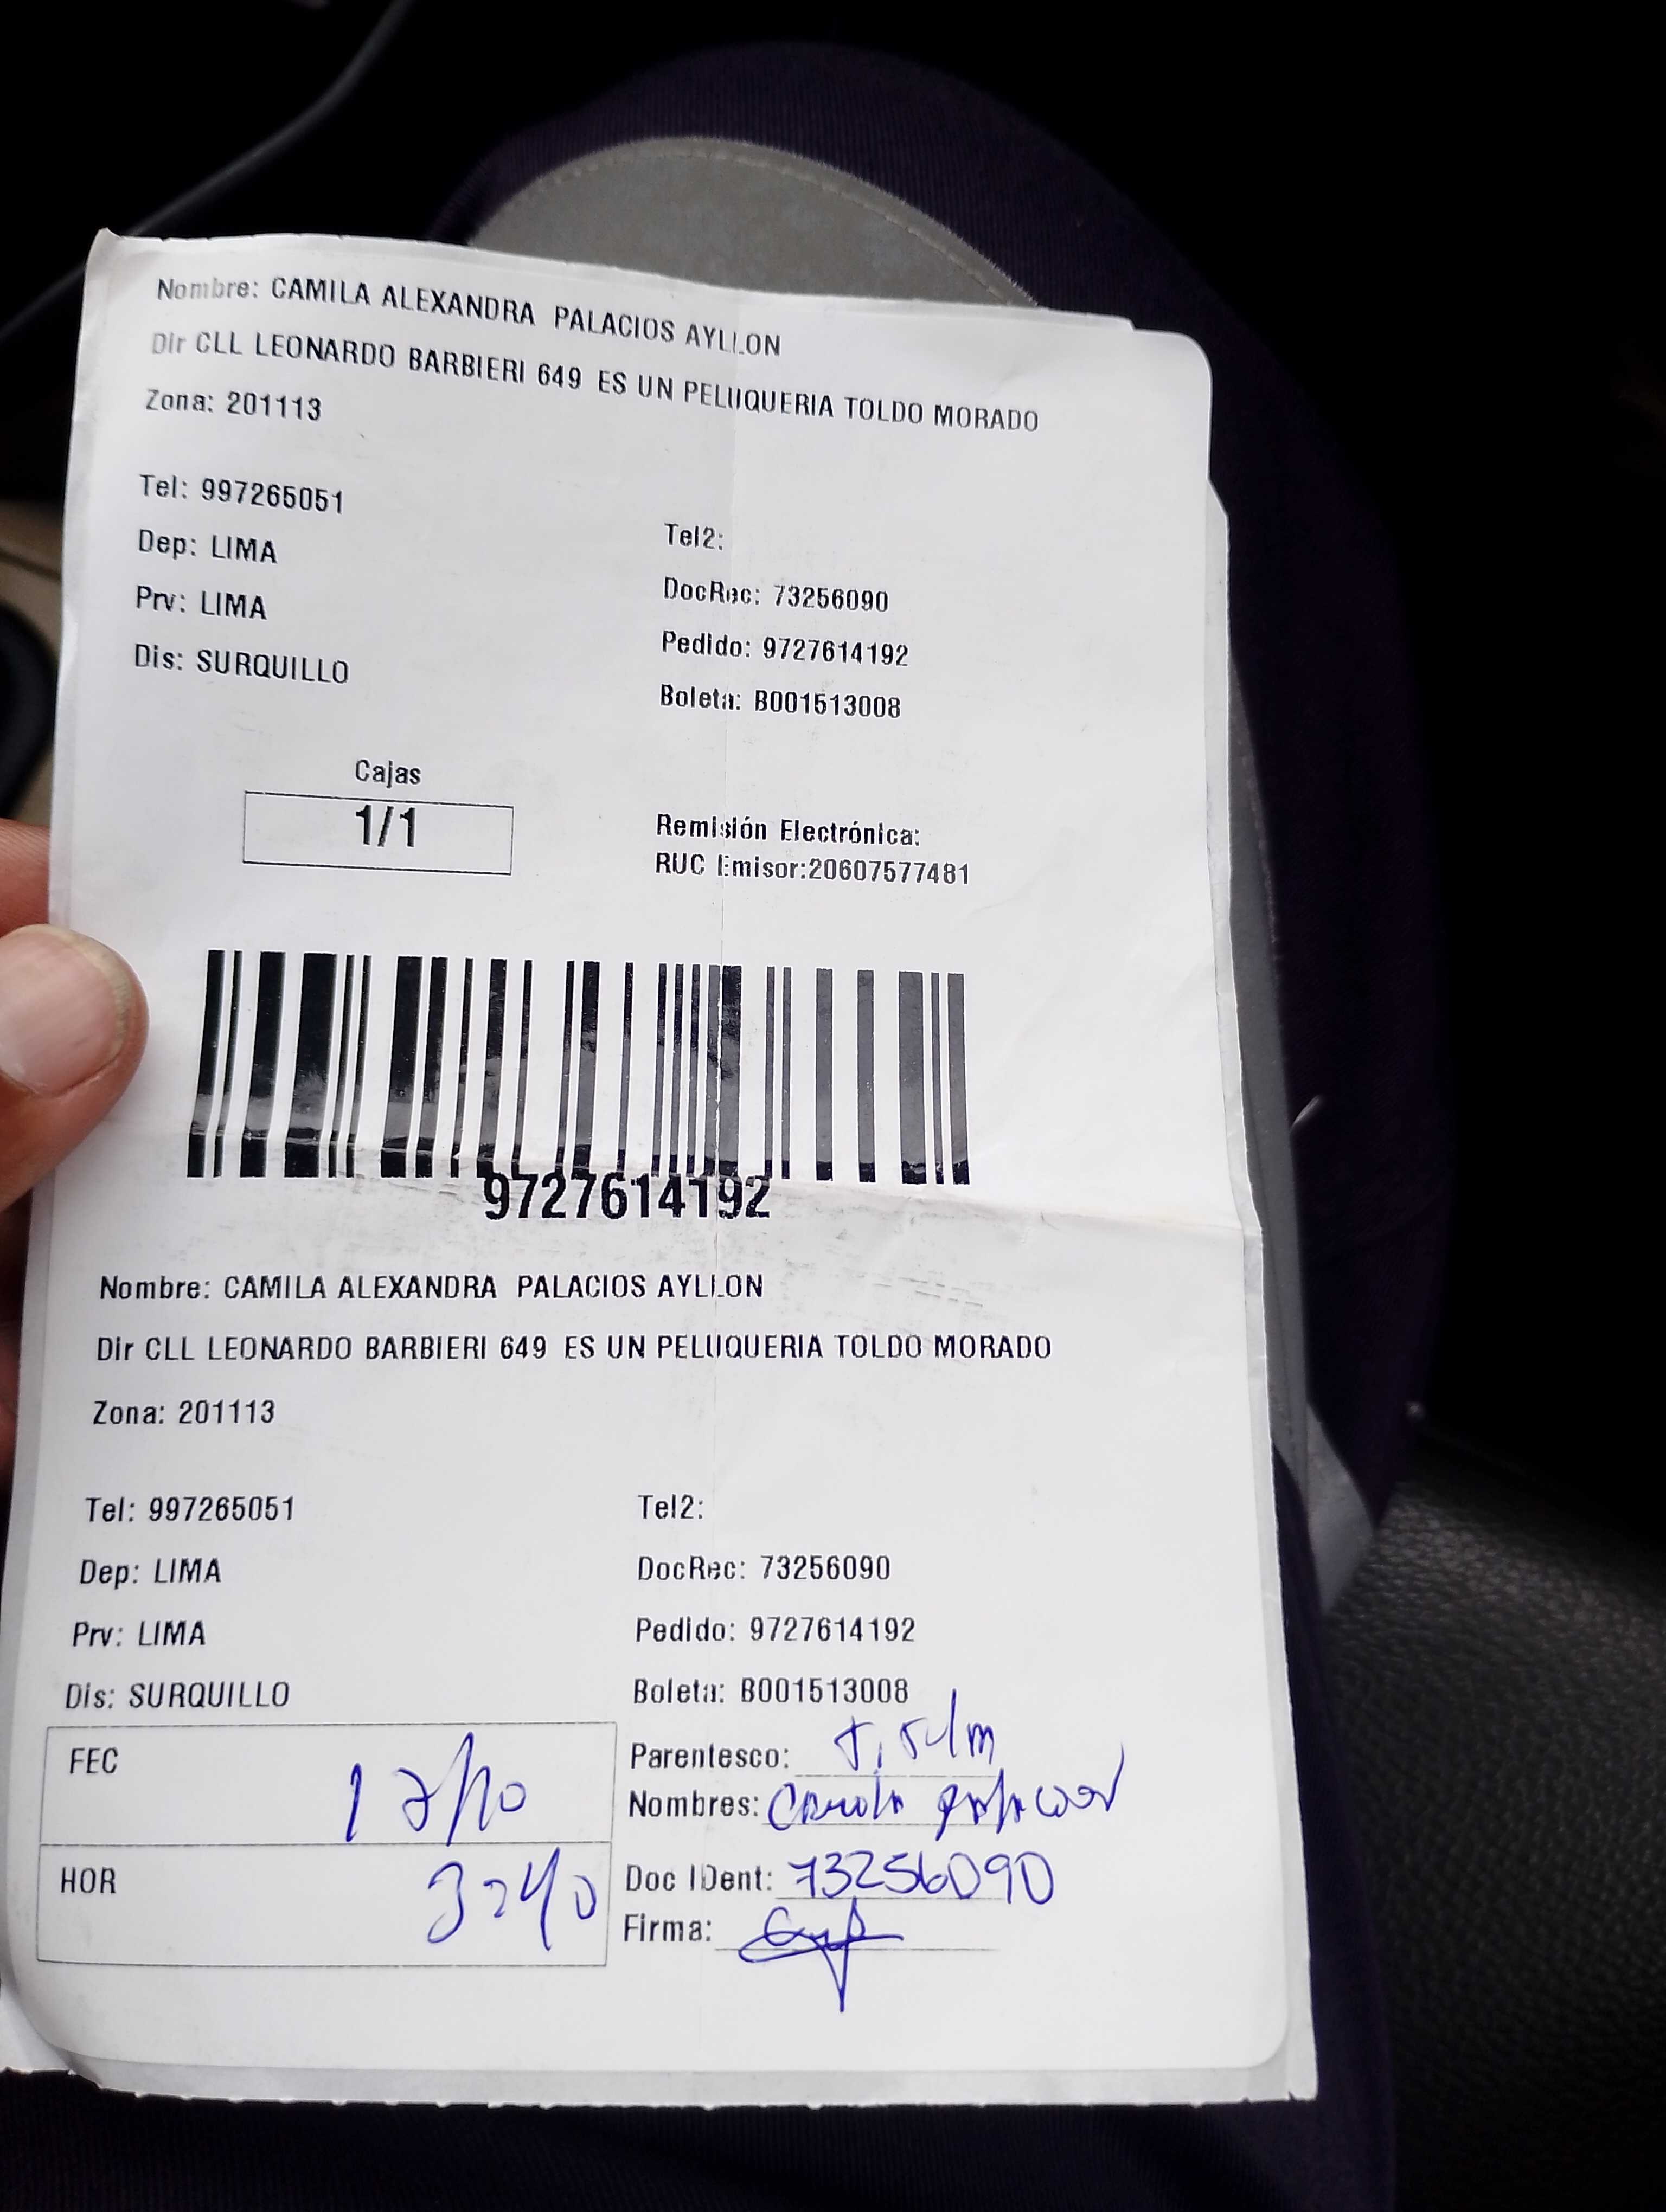 Nombre: CAMILA ALEXANDRA PALACIOS AYLLON
Dir CLL LEONARDO BARBIERI 649 ES UN PELUQUERIA TOLDO MORADO
Zona: 201113
Tel: 997265051
Tel2:
Dep: LIMA
DocRec: 73256090
Prv: LIMA
Pedido: 9727614192
Dis: SURQUILLO
Boleta: B001513008
Cajas
1/1
Remisión Electrónica:
RUC Emisor:20607577481
9727614192
Nombre: CAMILA ALEXANDRA PALACIOS AYLLON
Dir CLL LEONARDO BARBIERI 649 ES UN PELUQUERIA TOLDO MORADO
Zona: 201113
Tel: 997265051
Tel2:
Dep: LIMA
DocRec: 73256090
Prv: LIMA
Pedido: 9727614192
Dis: SURQUILLO
Boleta: B001513008
FEC
Parentesco:
Nombres:
HOR
Doc IDent: 73256090
Firma: